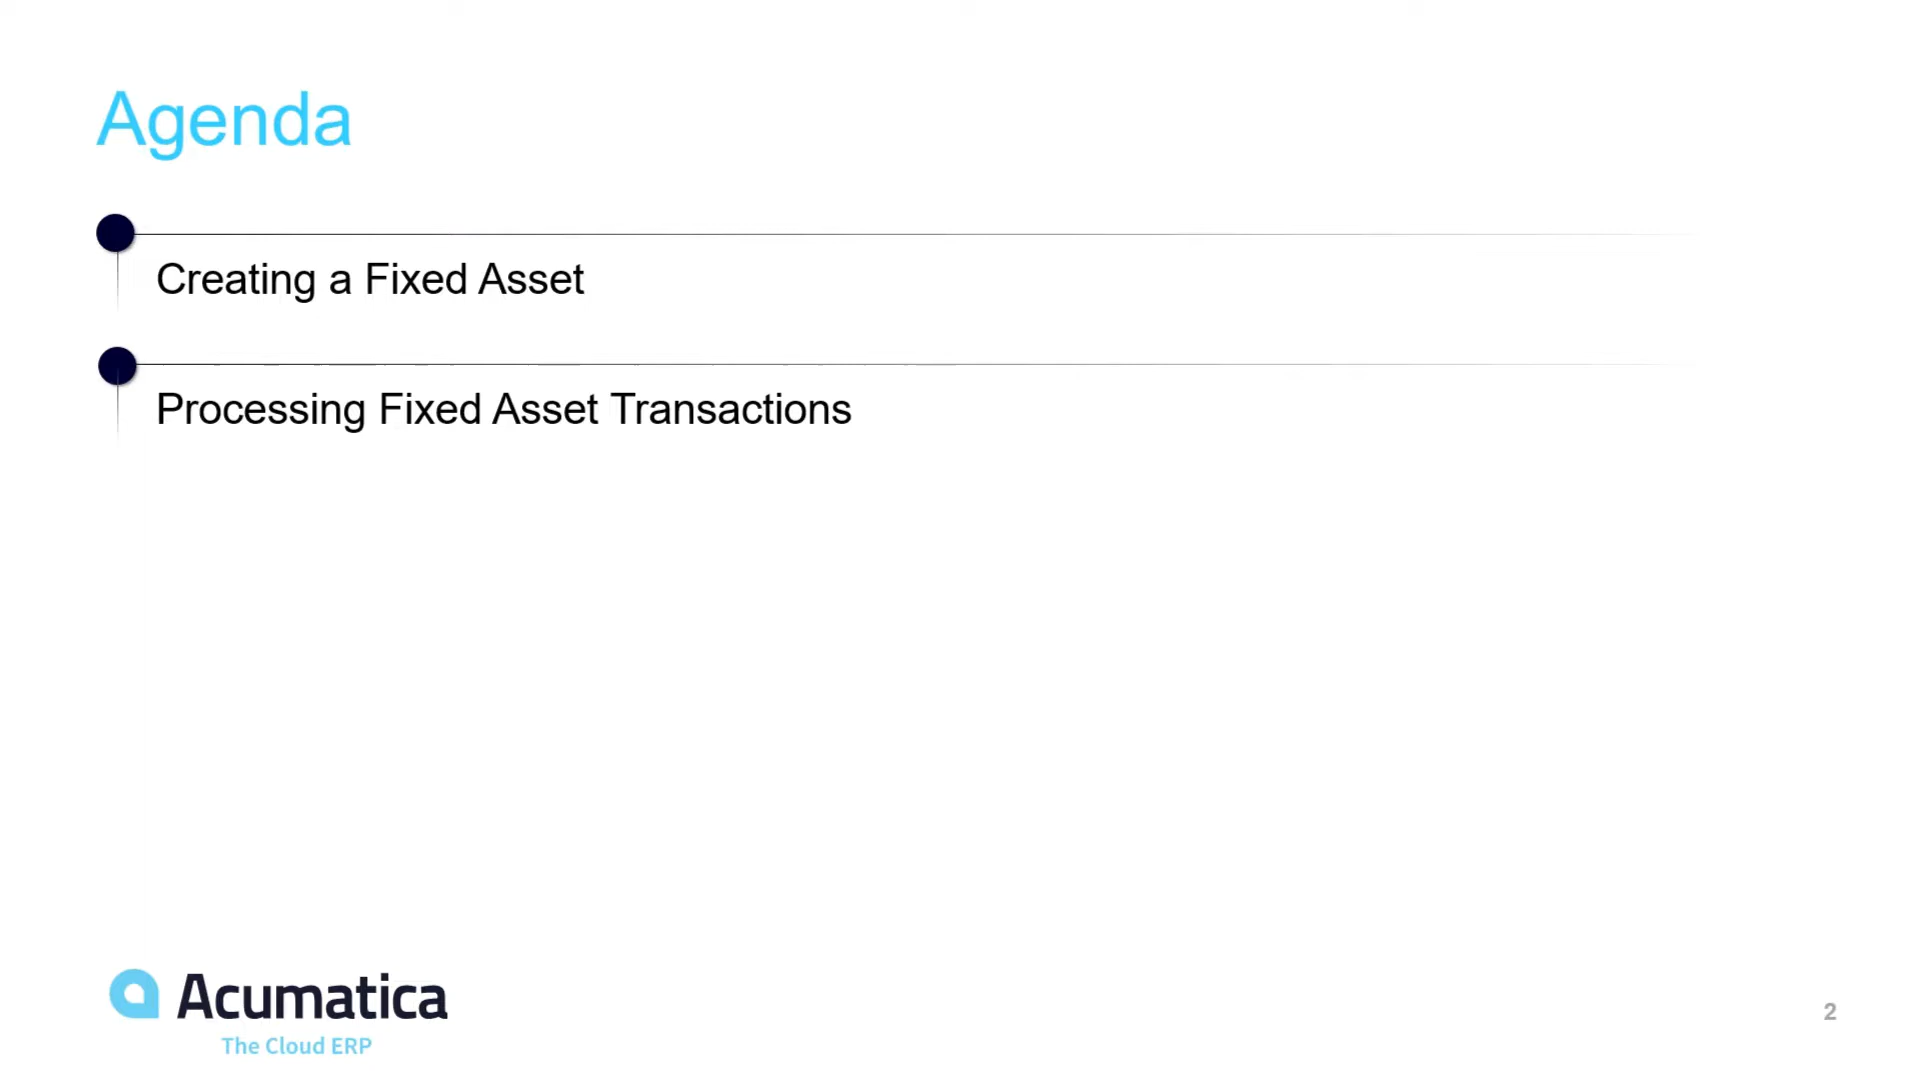 Agenda
Creating a Fixed Asset
Processing Fixed Asset Transactions
Acumatica
The Cloud ERP
2